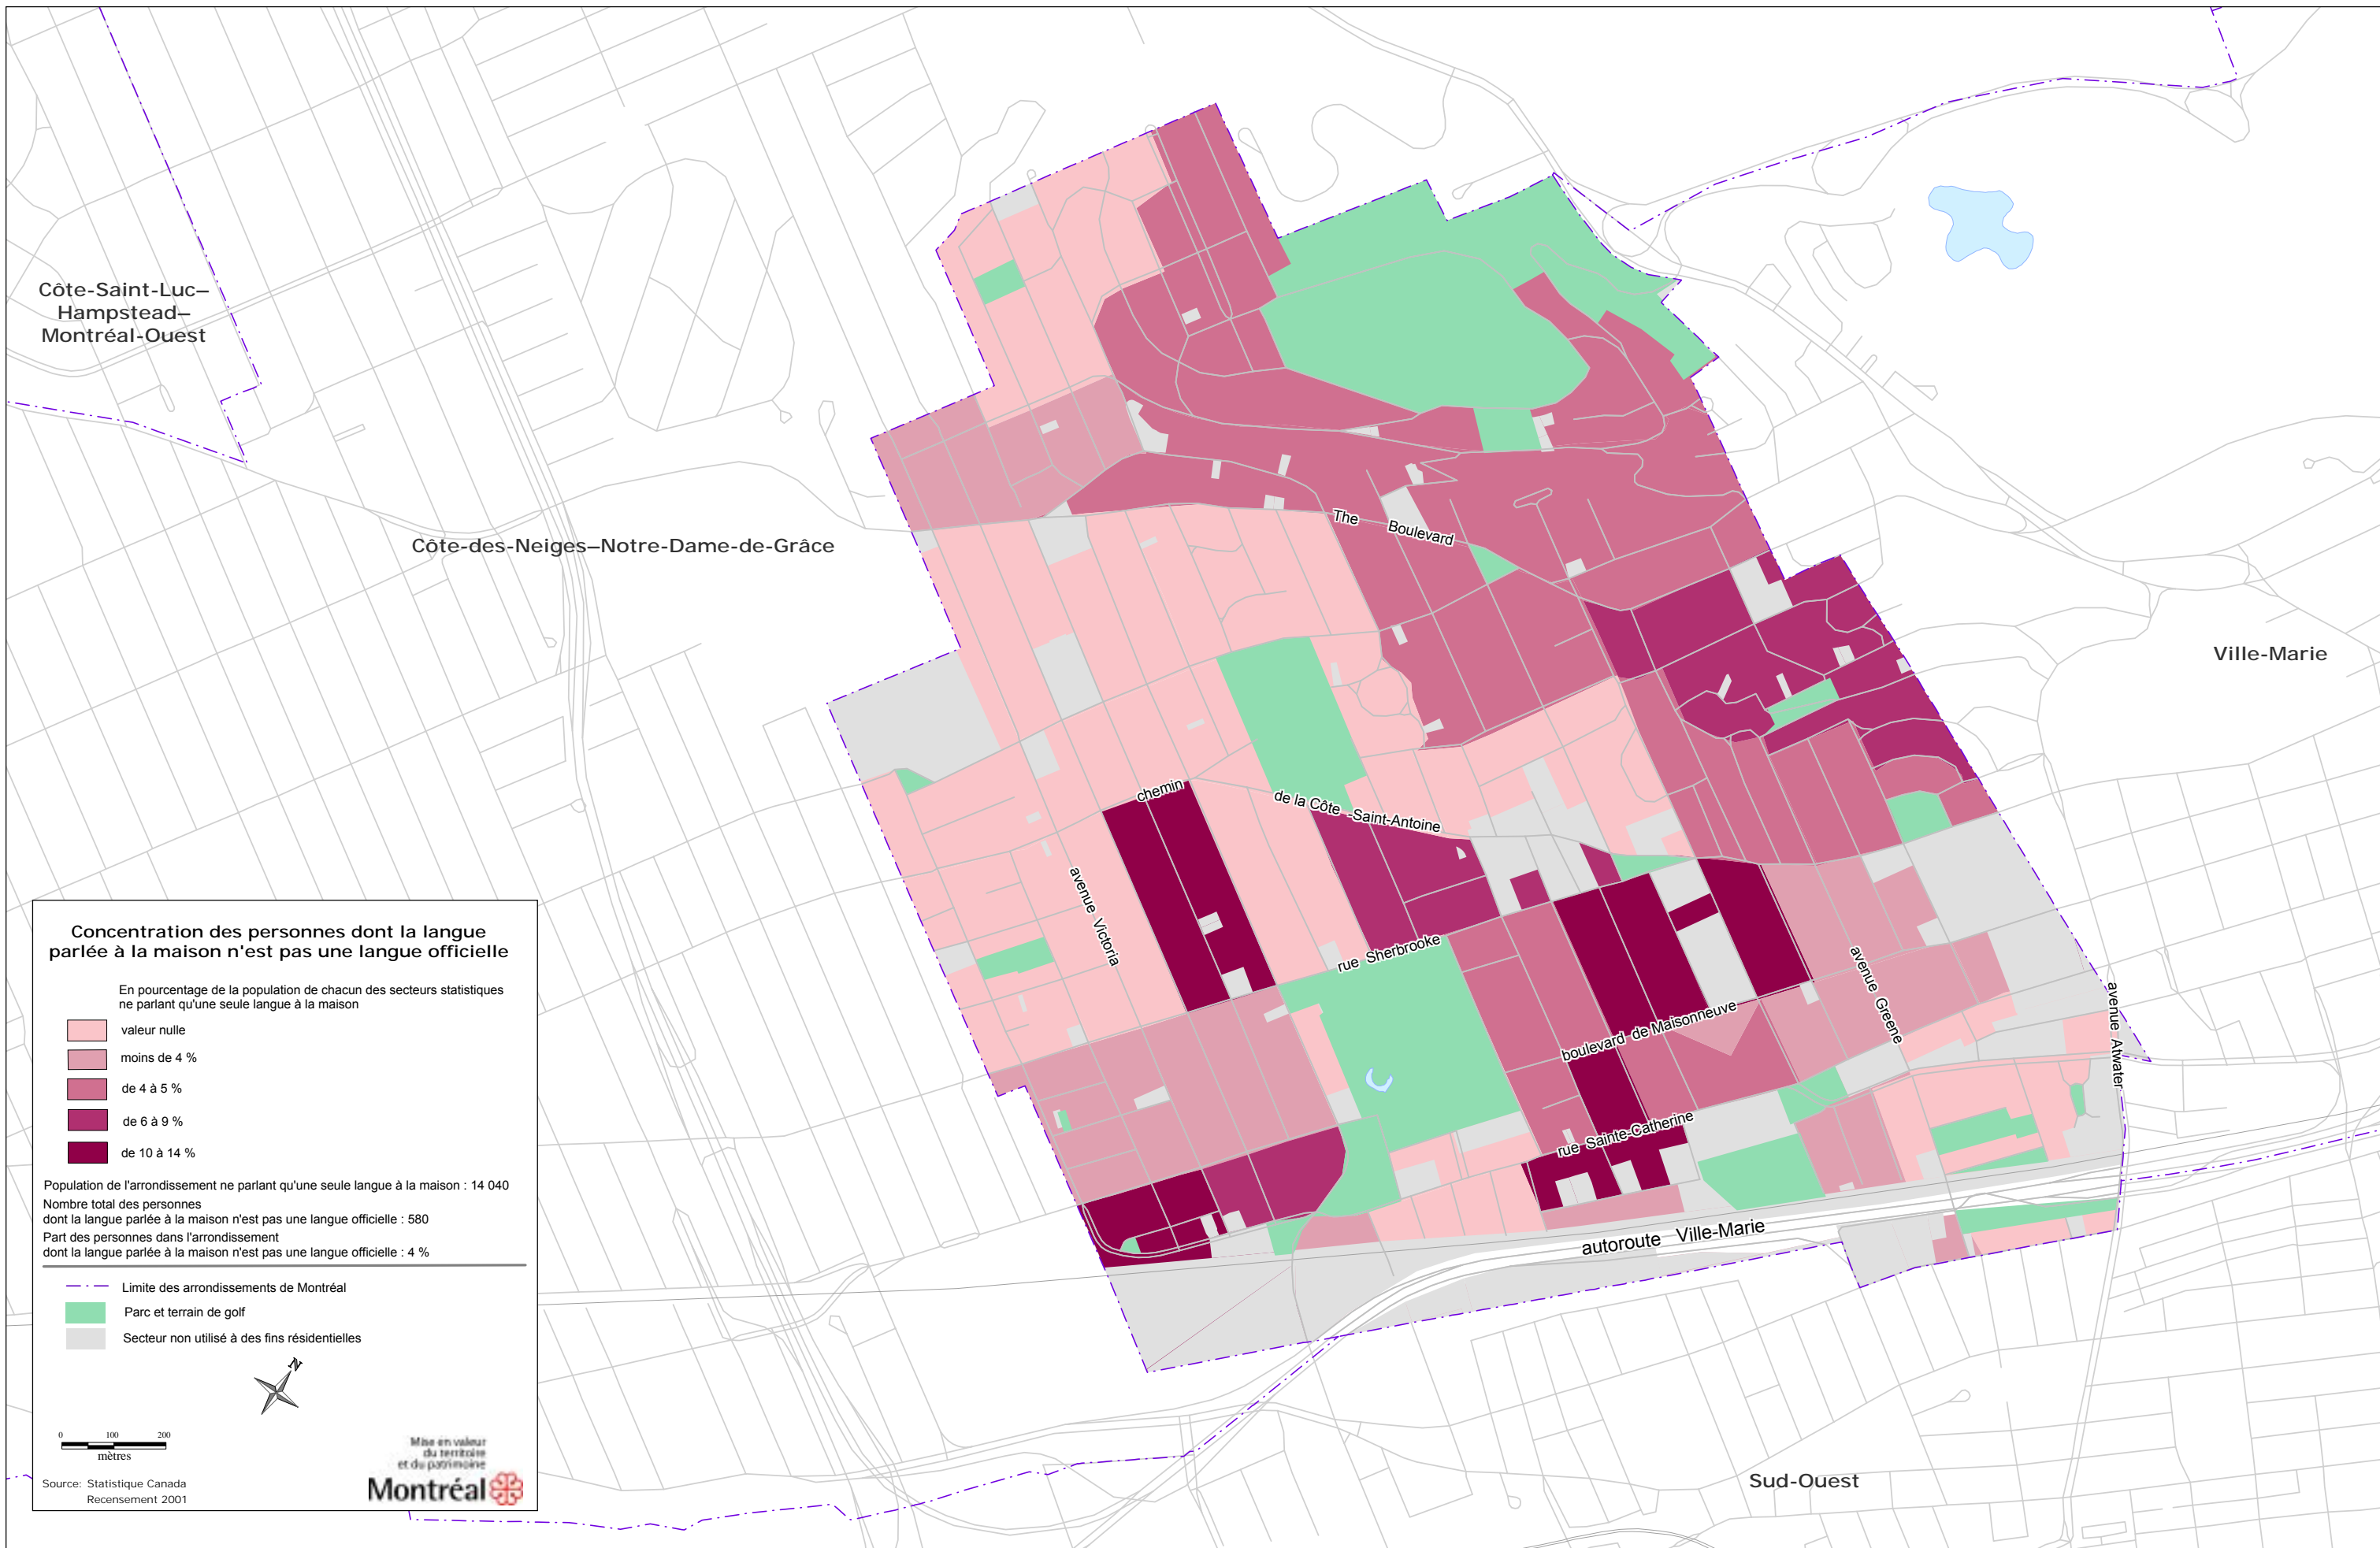 Côte-Saint-Luc–
Hampstead–
Montréal-Ouest
Côte-des-Neiges–Notre-Dame-de-Grâce
Ville-Marie
The Boulevard
chemin de la Côte -Saint-Antoine
avenue Victoria
rue Sherbrooke
boulevard de Maisonneuve
avenue Greene
avenue Atwater
rue Sainte-Catherine
autoroute Ville-Marie
Sud-Ouest
Concentration des personnes dont la langue
parlée à la maison n'est pas une langue officielle
En pourcentage de la population de chacun des secteurs statistiques
ne parlant qu'une seule langue à la maison
valeur nulle
moins de 4 %
de 4 à 5 %
de 6 à 9 %
de 10 à 14 %
Population de l'arrondissement ne parlant qu'une seule langue à la maison : 14 040
Nombre total des personnes
dont la langue parlée à la maison n'est pas une langue officielle : 580
Part des personnes dans l'arrondissement
dont la langue parlée à la maison n'est pas une langue officielle : 4 %
Limite des arrondissements de Montréal
Parc et terrain de golf
Secteur non utilisé à des fins résidentielles
N
0 100 200
mètres
Mise en valeur
du territoire
et du patrimoine
Montréal
Source: Statistique Canada
Recensement 2001